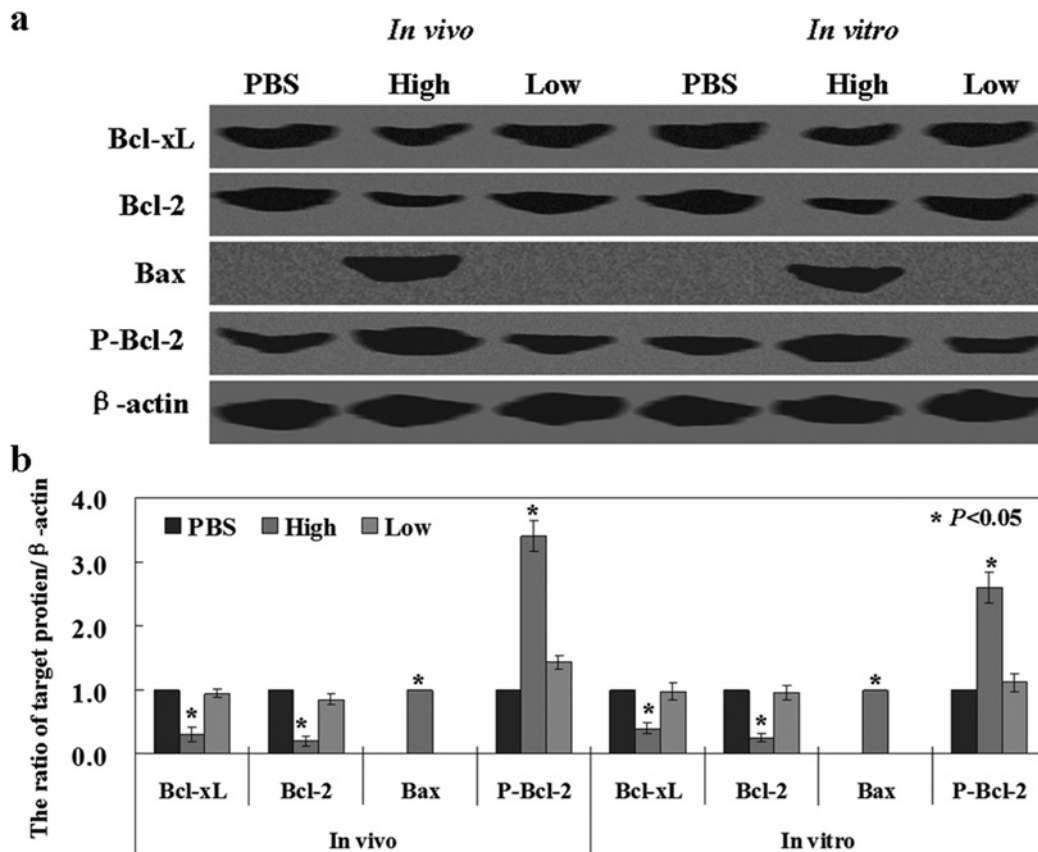 a
In vivo In vitro
PBS High Low PBS High Low
Bcl-xL
Bcl-2
Bax
P-Bcl-2
β-actin
b
The ratio of target protien/β-actin
4.0
3.0
2.0
1.0
0.0
PBS High Low
* P<0.05
* * * * * * * *
Bcl-xL Bcl-2 Bax P-Bcl-2 Bcl-xL Bcl-2 Bax P-Bcl-2
In vivo In vitro